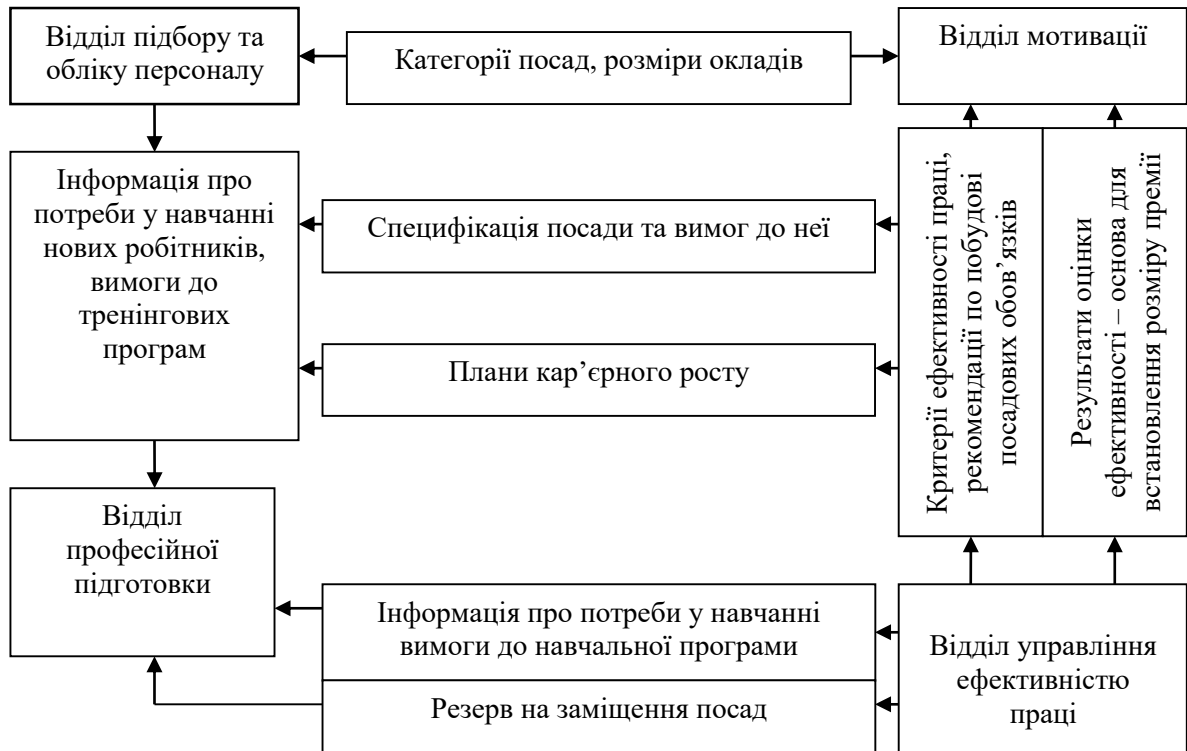 Відділ підбору та
обліку персоналу
Категорії посад, розміри окладів
Відділ мотивації
Інформація про
потреби у навчанні
нових робітників,
вимоги до
тренінгових
програм
Специфікація посади та вимог до неї
Плани кар’єрного росту
Критерії ефективності праці,
рекомендації по побудові
посадових обов’язків
Результати оцінки
ефективності – основа для
встановлення розміру премії
Відділ
професійної
підготовки
Інформація про потреби у навчанні
вимоги до навчальної програми
Резерв на заміщення посад
Відділ управління
ефективністю
праці